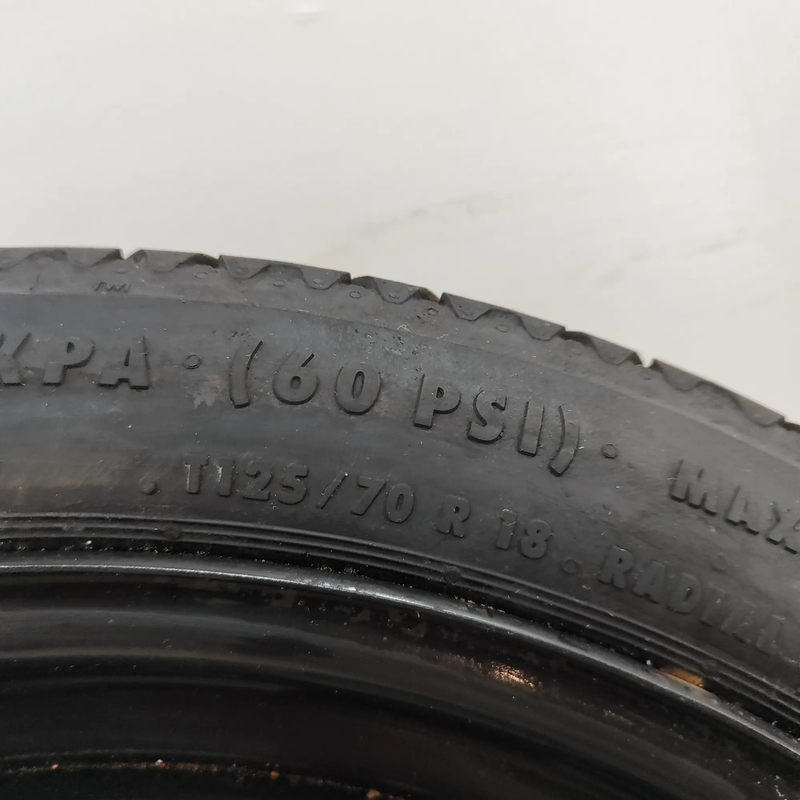 KPA · (60 PSI) · MAX
. T125/70 R 18 . RADIAL